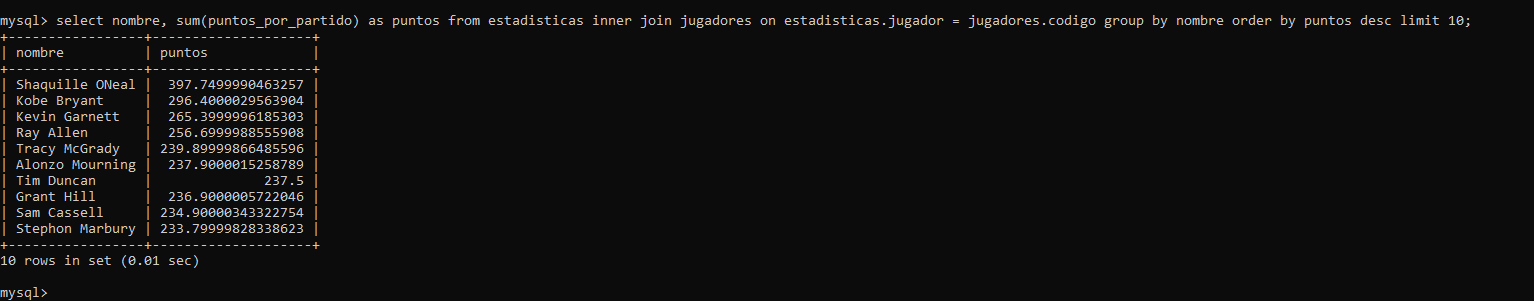 mysql> select nombre, sum(puntos_por_partido) as puntos from estadisticas inner join jugadores on estadisticas.jugador = jugadores.codigo group by nombre order by puntos desc limit 10;
+-----------------+--------------------+
| nombre          | puntos             |
+-----------------+--------------------+
| Shaquille ONeal |  397.7499990463257 |
| Kobe Bryant     |  296.4000029563904 |
| Kevin Garnett   |  265.3999996185303 |
| Ray Allen       |  256.6999988555908 |
| Tracy McGrady   | 239.89999866485596 |
| Alonzo Mourning |  237.9000015258789 |
| Tim Duncan      |              237.5 |
| Grant Hill      |  236.9000005722046 |
| Sam Cassell     | 234.90000343322754 |
| Stephon Marbury | 233.79999828338623 |
+-----------------+--------------------+
10 rows in set (0.01 sec)
mysql>